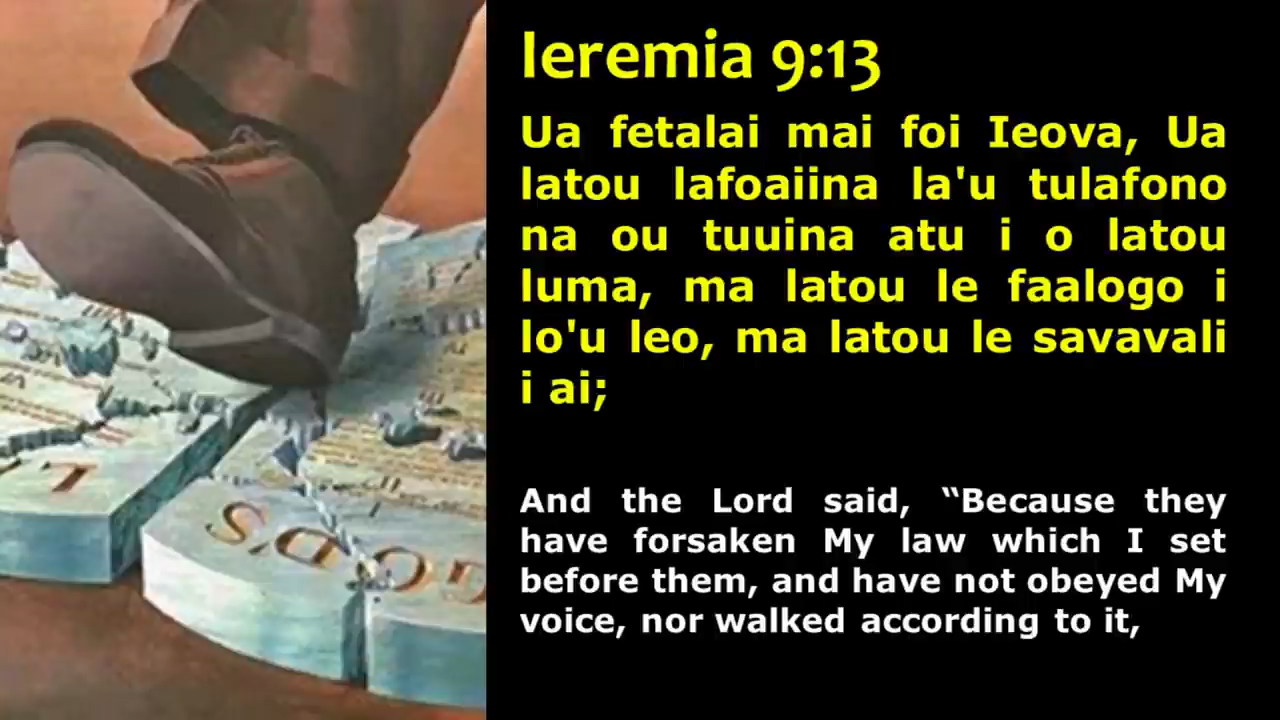 Ieremia 9:13
Ua fetalai mai foi Ieova, Ua
latou lafoaiina la'u tulafono
na ou tuuina atu i o latou
luma, ma latou le faalogo i
lo'u leo, ma latou le savavali
i ai;
And the Lord said, “Because they
have forsaken My law which I set
before them, and have not obeyed My
voice, nor walked according to it,